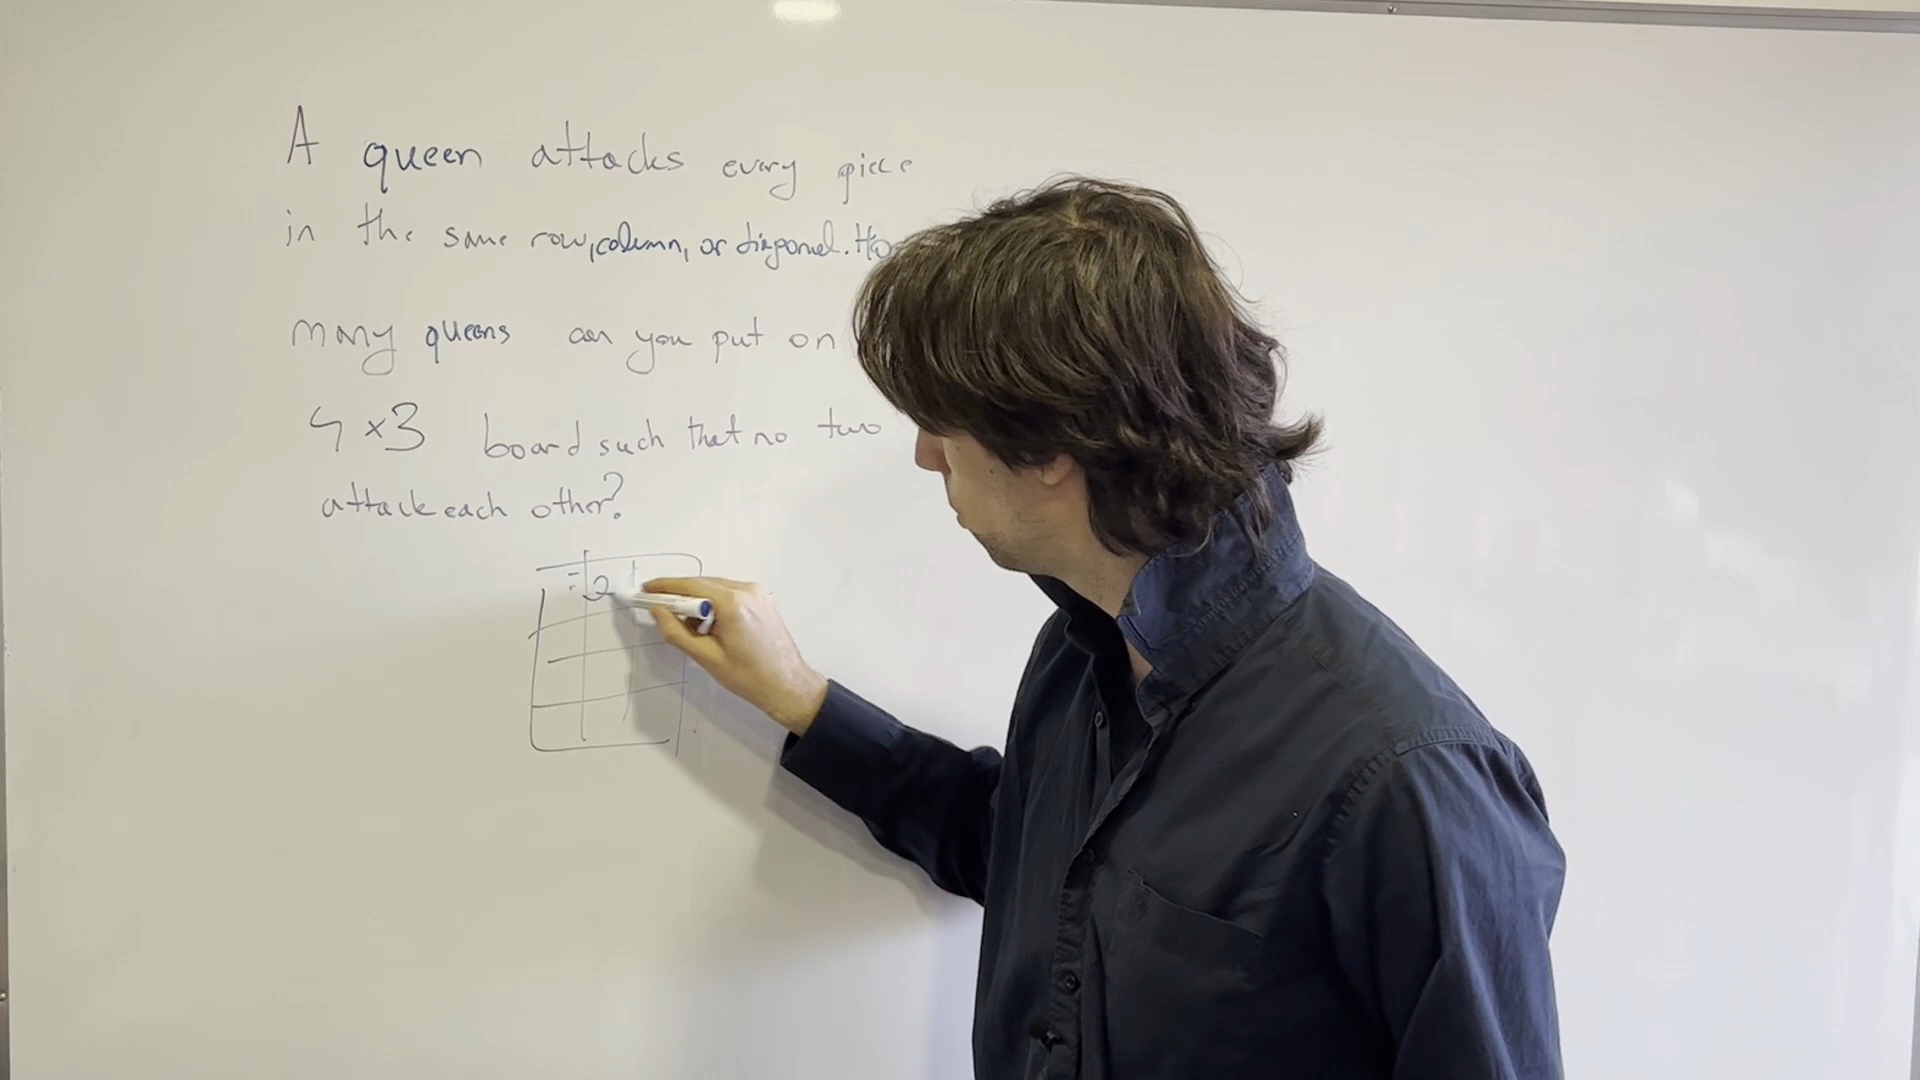 A queen attacks every piece
in the same row, column, or diagonal. Ho
many queens can you put on
4 x 3 board such that no two
attack each other?